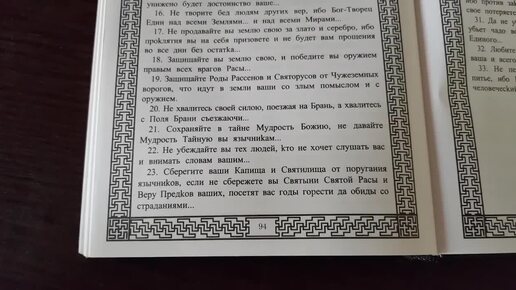 унижено будет достоинство ваше...
16. Не творите бед людям других вер, ибо Бог-Творец
Един над всеми Землями... и над всеми Мирами...
17. Не продавайте вы землю свою за злато и серебро, ибо
проклятия вы на себя призовете и не будет вам прощения
во все дни без остатка...
18. Защищайте вы землю свою, и победите вы оружием
правым всех врагов Расы...
19. Защищайте Роды Рассенов и Святорусов от Чужеземных
ворогов, что идут в земли ваши со злым помыслом и с
оружием.
20. Не хвалитесь своей силою, поезжая на Брань, а хвалитесь
с Поля Брани съезжаючи...
21. Сохраняйте в тайне Мудрость Божию, не давайте
Мудрость Тайную вы язычникам...
22. Не убеждайте вы тех людей, кто не хочет слушать вас
и внимать словам вашим...
23. Сберегите ваши Капища и Святилища от поругания
язычников, если не сбережете вы Святыни Святой Расы и
Веру Предков ваших, посетят вас годы горести да обиды со
страданиями...
94
31. Да не
убьет чадо
Единого...
32. Любите
ваша и всего
33. Не
питье, ибо
человеческий